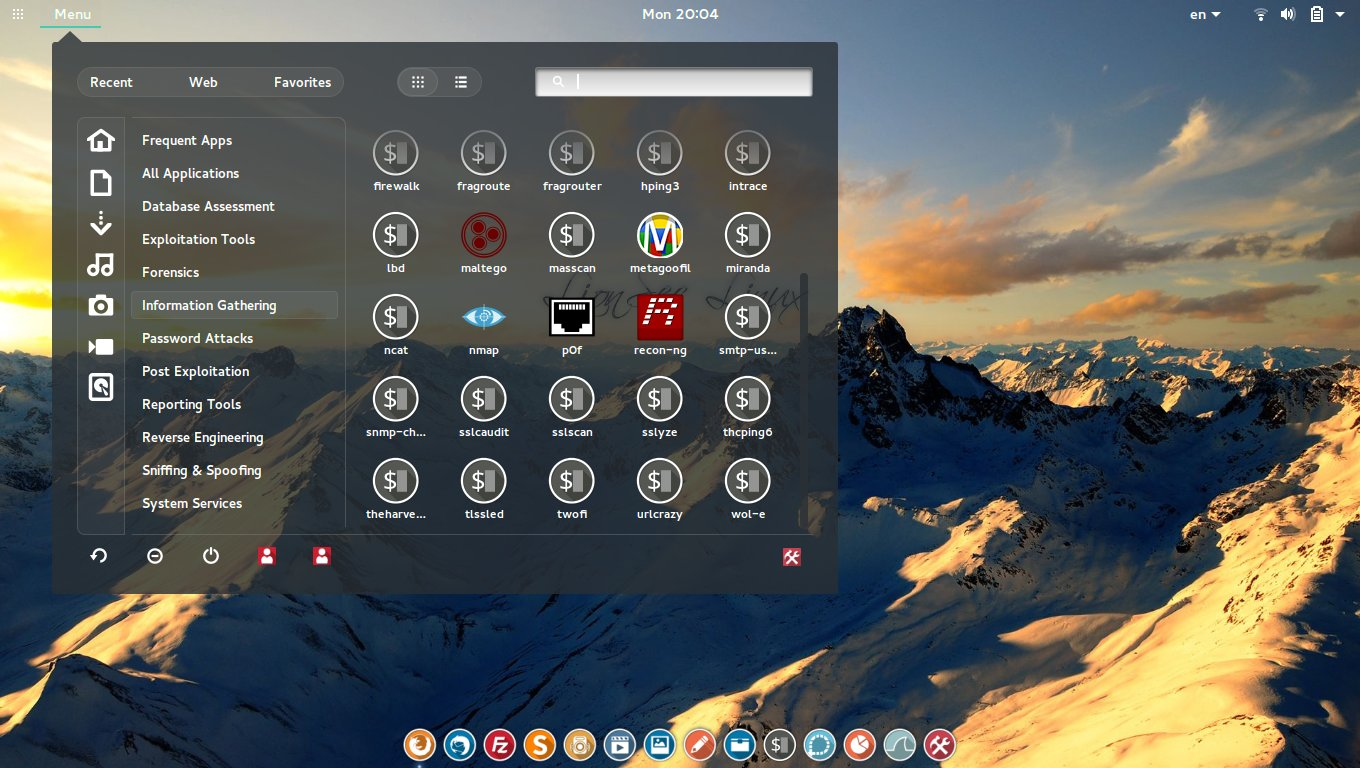 Menu
Mon 20:04
en
Recent
Web
Favorites
Frequent Apps
All Applications
Database Assessment
Exploitation Tools
Forensics
Information Gathering
Password Attacks
Post Exploitation
Reporting Tools
Reverse Engineering
Sniffing & Spoofing
System Services
firewalk
fragroute
fragrouter
hping3
intrace
lbd
maltego
masscan
metagoofil
miranda
ncat
nmap
p0f
recon-ng
smtp-us...
snmp-ch...
sslcaudit
sslscan
sslyze
thcping6
theharve...
tlssled
twofi
urlcrazy
wol-e
LionSec Linux